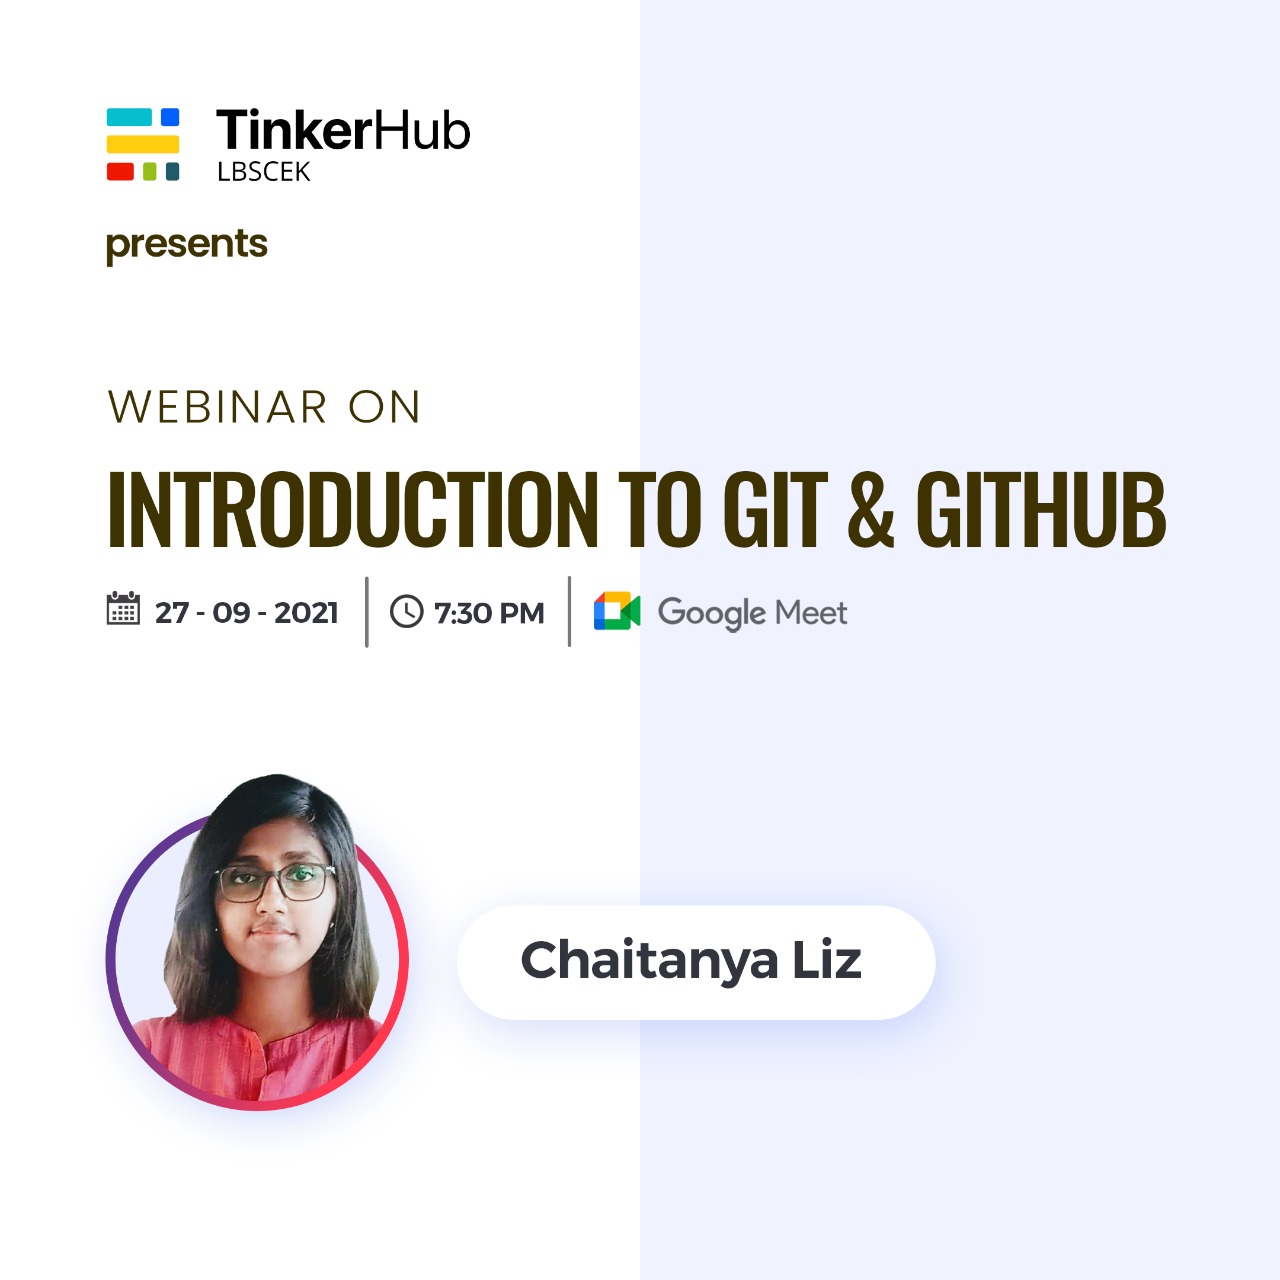 TinkerHub
LBSCEK
presents
WEBINAR ON
INTRODUCTION TO GIT & GITHUB
27 - 09 - 2021 7:30 PM Google Meet
Chaitanya Liz